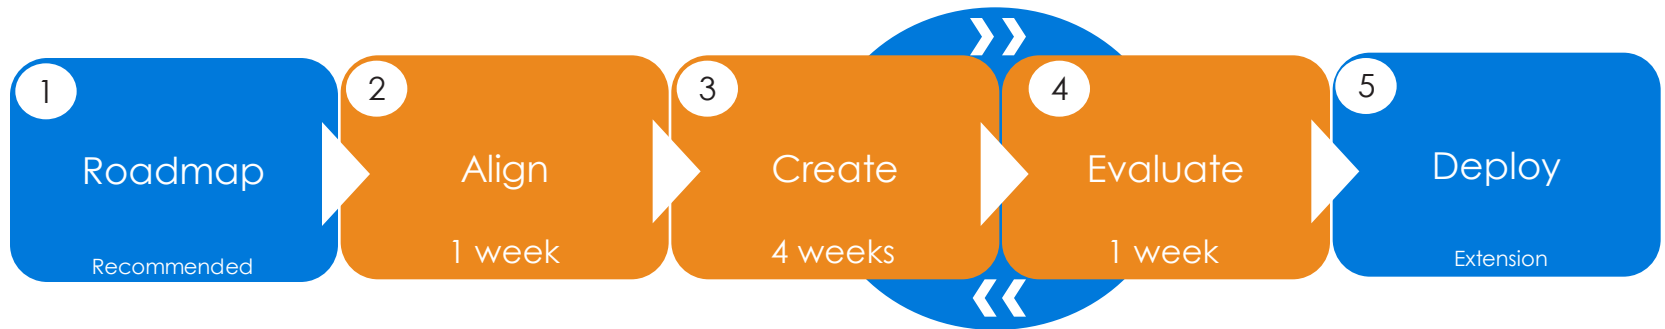 1
Roadmap
Recommended
2
Align
1 week
3
Create
4 weeks
4
Evaluate
1 week
5
Deploy
Extension